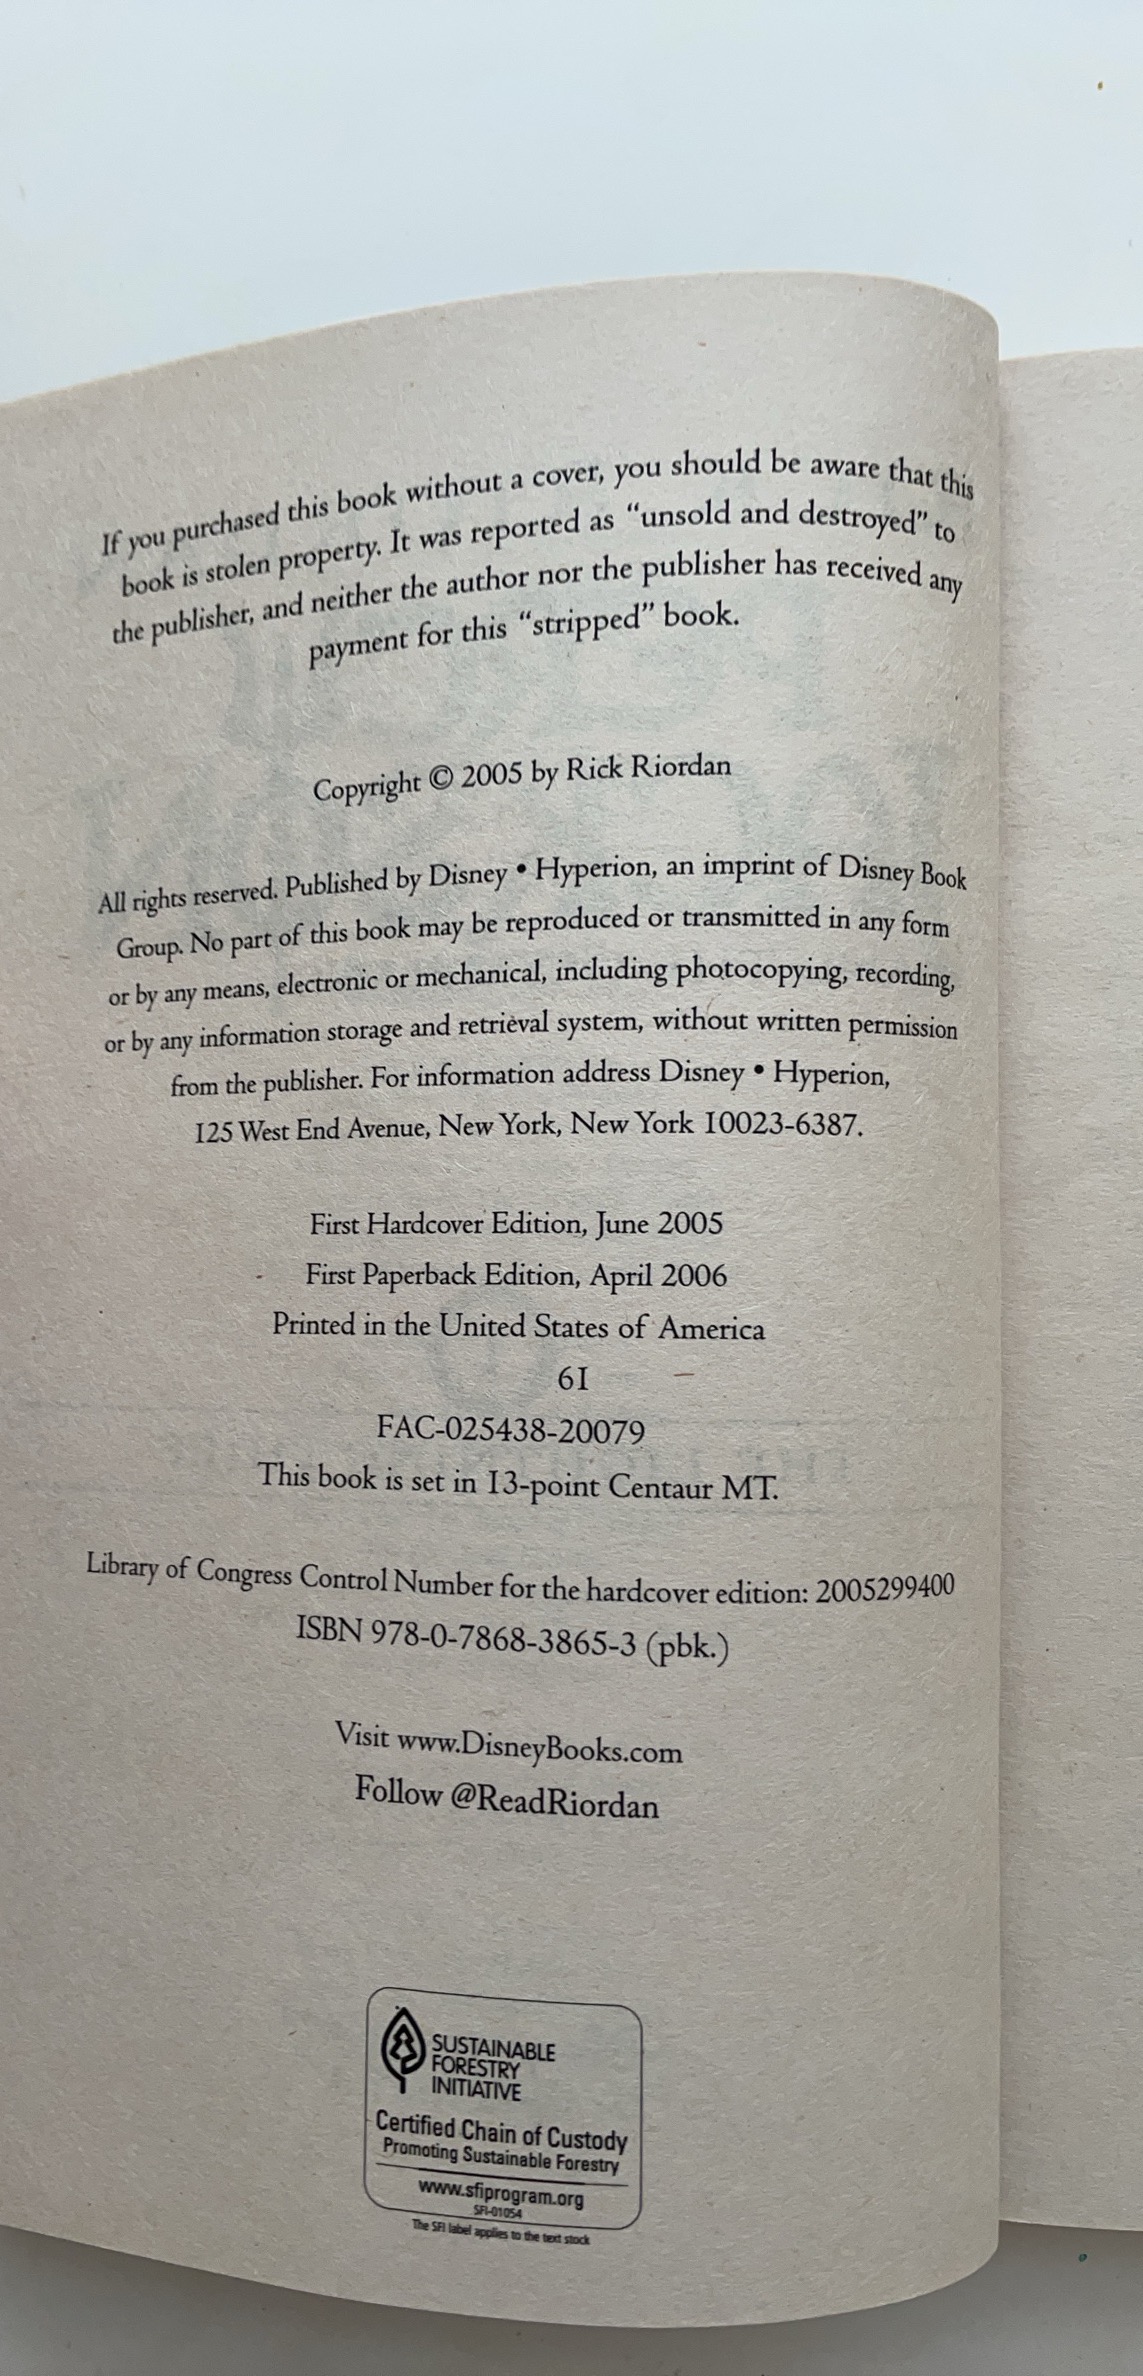 If you purchased this book without a cover, you should be aware that this
book is stolen property. It was reported as “unsold and destroyed” to
the publisher, and neither the author nor the publisher has received any
payment for this “stripped” book.
Copyright © 2005 by Rick Riordan
All rights reserved. Published by Disney • Hyperion, an imprint of Disney Book
Group. No part of this book may be reproduced or transmitted in any form
or by any means, electronic or mechanical, including photocopying, recording,
or by any information storage and retrieval system, without written permission
from the publisher. For information address Disney • Hyperion,
125 West End Avenue, New York, New York 10023-6387.
First Hardcover Edition, June 2005
First Paperback Edition, April 2006
Printed in the United States of America
61
FAC-025438-20079
This book is set in 13-point Centaur MT.
Library of Congress Control Number for the hardcover edition: 2005299400
ISBN 978-0-7868-3865-3 (pbk.)
Visit www.DisneyBooks.com
Follow @ReadRiordan
SUSTAINABLE
FORESTRY
INITIATIVE
Certified Chain of Custody
Promoting Sustainable Forestry
www.sfiprogram.org
SFI-01054
The SFI label applies to the text stock